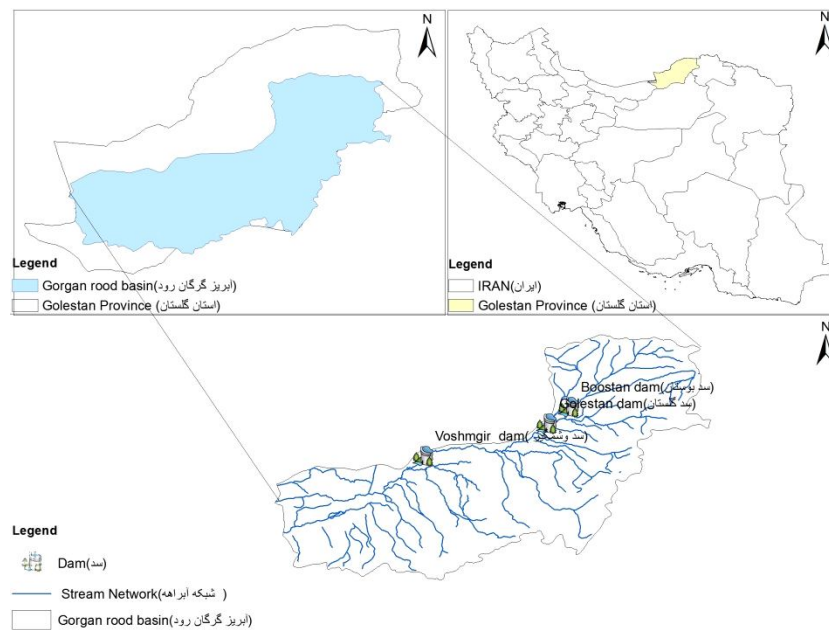 N
Legend
Gorgan rood basin(آبریز گرگان رود)
Golestan Province (استان گلستان)
N
Legend
IRAN(ایران)
Golestan Province (استان گلستان)
N
Boostan dam(سد بوستان)
Golestan dam(سد گلستان)
Voshmgir dam(سد وشمگیر)
Legend
Dam(سد)
Stream Network(شبکه آبراهه )
Gorgan rood basin(آبریز گرگان رود)